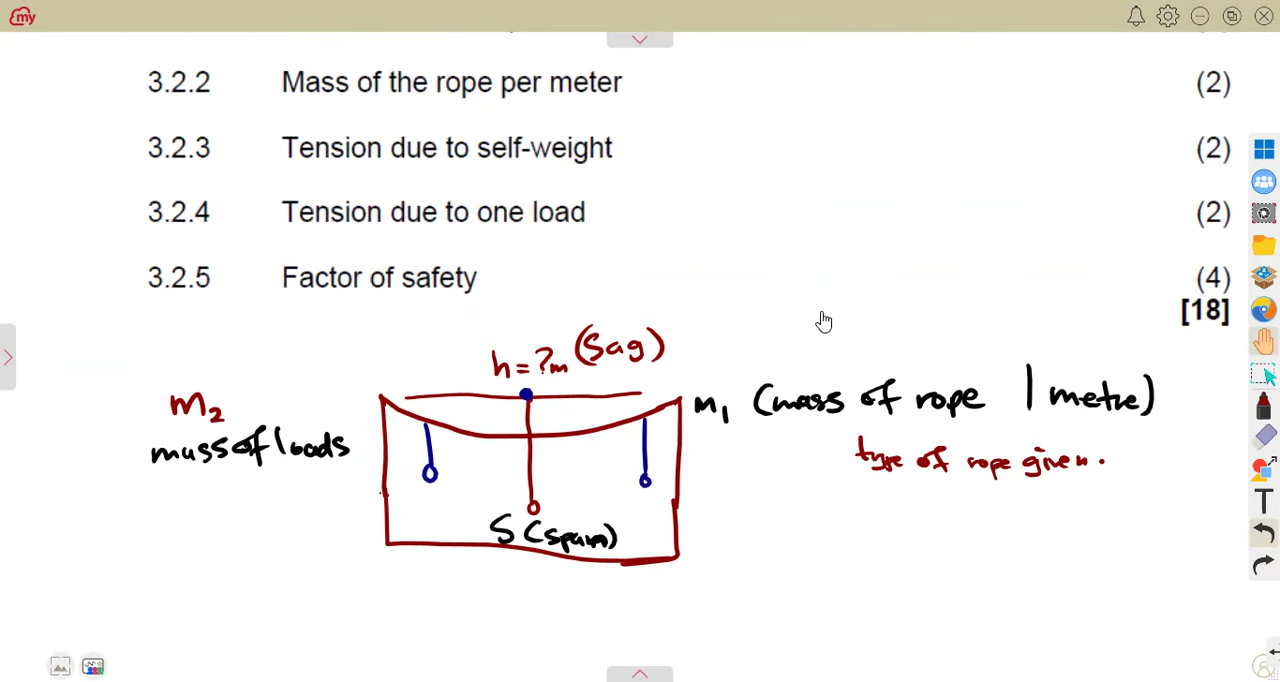 my
3.2.2 Mass of the rope per meter (2)
3.2.3 Tension due to self-weight (2)
3.2.4 Tension due to one load (2)
3.2.5 Factor of safety (4)
[18]
h = ?m (Sag)
m2
mass of loads
m1 (mass of rope | metre)
type of rope given.
S (span)
T